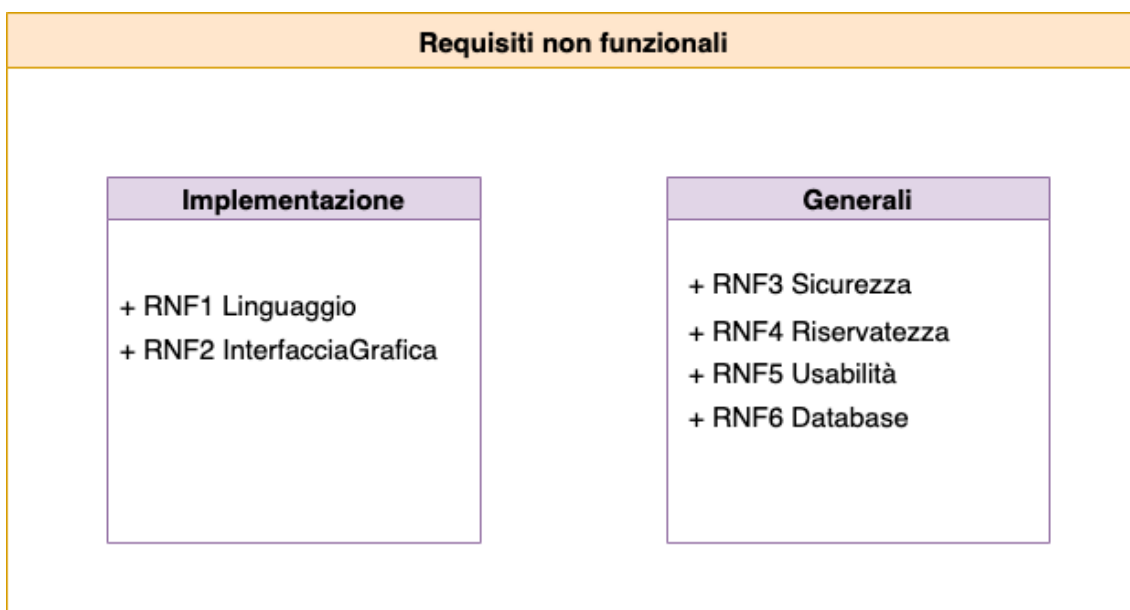 Requisiti non funzionali
Implementazione
+ RNF1 Linguaggio
+ RNF2 InterfacciaGrafica
Generali
+ RNF3 Sicurezza
+ RNF4 Riservatezza
+ RNF5 Usabilità
+ RNF6 Database